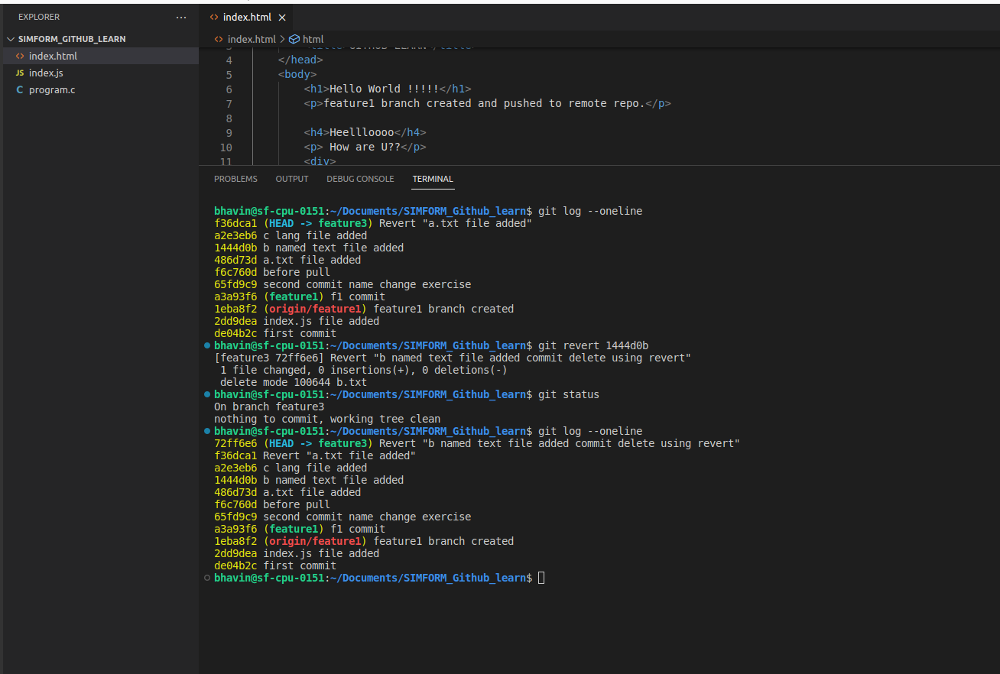 EXPLORER ...
SIMFORM_GITHUB_LEARN
index.html
JS index.js
C program.c
index.html ×
index.html > html
4 </head>
5 <body>
6 <h1>Hello World !!!!!</h1>
7 <p>feature1 branch created and pushed to remote repo.</p>
8
9 <h4>Heellloooo</h4>
10 <p> How are U??</p>
11 <div>
PROBLEMS OUTPUT DEBUG CONSOLE TERMINAL
bhavin@sf-cpu-0151:~/Documents/SIMFORM_Github_learn$ git log --oneline
f36dca1 (HEAD -> feature3) Revert "a.txt file added"
a2e3eb6 c lang file added
1444d0b b named text file added
486d73d a.txt file added
f6c760d before pull
65fd9c9 second commit name change exercise
a3a93f6 (feature1) f1 commit
1eba8f2 (origin/feature1) feature1 branch created
2dd9dea index.js file added
de04b2c first commit
bhavin@sf-cpu-0151:~/Documents/SIMFORM_Github_learn$ git revert 1444d0b
[feature3 72ff6e6] Revert "b named text file added commit delete using revert"
1 file changed, 0 insertions(+), 0 deletions(-)
delete mode 100644 b.txt
bhavin@sf-cpu-0151:~/Documents/SIMFORM_Github_learn$ git status
On branch feature3
nothing to commit, working tree clean
bhavin@sf-cpu-0151:~/Documents/SIMFORM_Github_learn$ git log --oneline
72ff6e6 (HEAD -> feature3) Revert "b named text file added commit delete using revert"
f36dca1 Revert "a.txt file added"
a2e3eb6 c lang file added
1444d0b b named text file added
486d73d a.txt file added
f6c760d before pull
65fd9c9 second commit name change exercise
a3a93f6 (feature1) f1 commit
1eba8f2 (origin/feature1) feature1 branch created
2dd9dea index.js file added
de04b2c first commit
bhavin@sf-cpu-0151:~/Documents/SIMFORM_Github_learn$